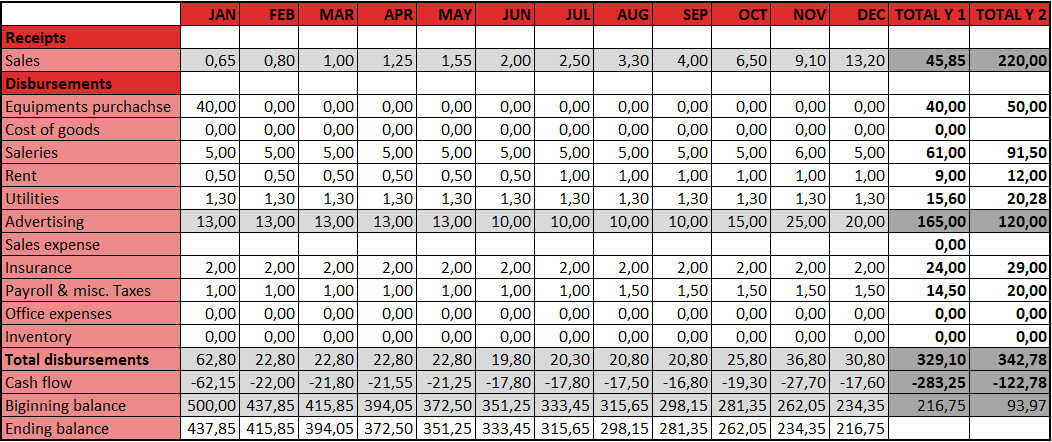 JAN FEB MAR APR MAY JUN JUL AUG SEP OCT NOV DEC TOTAL Y 1 TOTAL Y 2
Receipts
Sales 0,65 0,80 1,00 1,25 1,55 2,00 2,50 3,30 4,00 6,50 9,10 13,20 45,85 220,00
Disbursements
Equipments purchachse 40,00 0,00 0,00 0,00 0,00 0,00 0,00 0,00 0,00 0,00 0,00 0,00 40,00 50,00
Cost of goods 0,00 0,00 0,00 0,00 0,00 0,00 0,00 0,00 0,00 0,00 0,00 0,00 0,00
Saleries 5,00 5,00 5,00 5,00 5,00 5,00 5,00 5,00 5,00 5,00 6,00 5,00 61,00 91,50
Rent 0,50 0,50 0,50 0,50 0,50 0,50 1,00 1,00 1,00 1,00 1,00 1,00 9,00 12,00
Utilities 1,30 1,30 1,30 1,30 1,30 1,30 1,30 1,30 1,30 1,30 1,30 1,30 15,60 20,28
Advertising 13,00 13,00 13,00 13,00 13,00 10,00 10,00 10,00 10,00 15,00 25,00 20,00 165,00 120,00
Sales expense 0,00
Insurance 2,00 2,00 2,00 2,00 2,00 2,00 2,00 2,00 2,00 2,00 2,00 2,00 24,00 29,00
Payroll & misc. Taxes 1,00 1,00 1,00 1,00 1,00 1,00 1,00 1,50 1,50 1,50 1,50 1,50 14,50 20,00
Office expenses 0,00 0,00 0,00 0,00 0,00 0,00 0,00 0,00 0,00 0,00 0,00 0,00 0,00 0,00
Inventory 0,00 0,00 0,00 0,00 0,00 0,00 0,00 0,00 0,00 0,00 0,00 0,00 0,00 0,00
Total disbursements 62,80 22,80 22,80 22,80 22,80 19,80 20,30 20,80 20,80 25,80 36,80 30,80 329,10 342,78
Cash flow -62,15 -22,00 -21,80 -21,55 -21,25 -17,80 -17,80 -17,50 -16,80 -19,30 -27,70 -17,60 -283,25 -122,78
Biginning balance 500,00 437,85 415,85 394,05 372,50 351,25 333,45 315,65 298,15 281,35 262,05 234,35 216,75 93,97
Ending balance 437,85 415,85 394,05 372,50 351,25 333,45 315,65 298,15 281,35 262,05 234,35 216,75